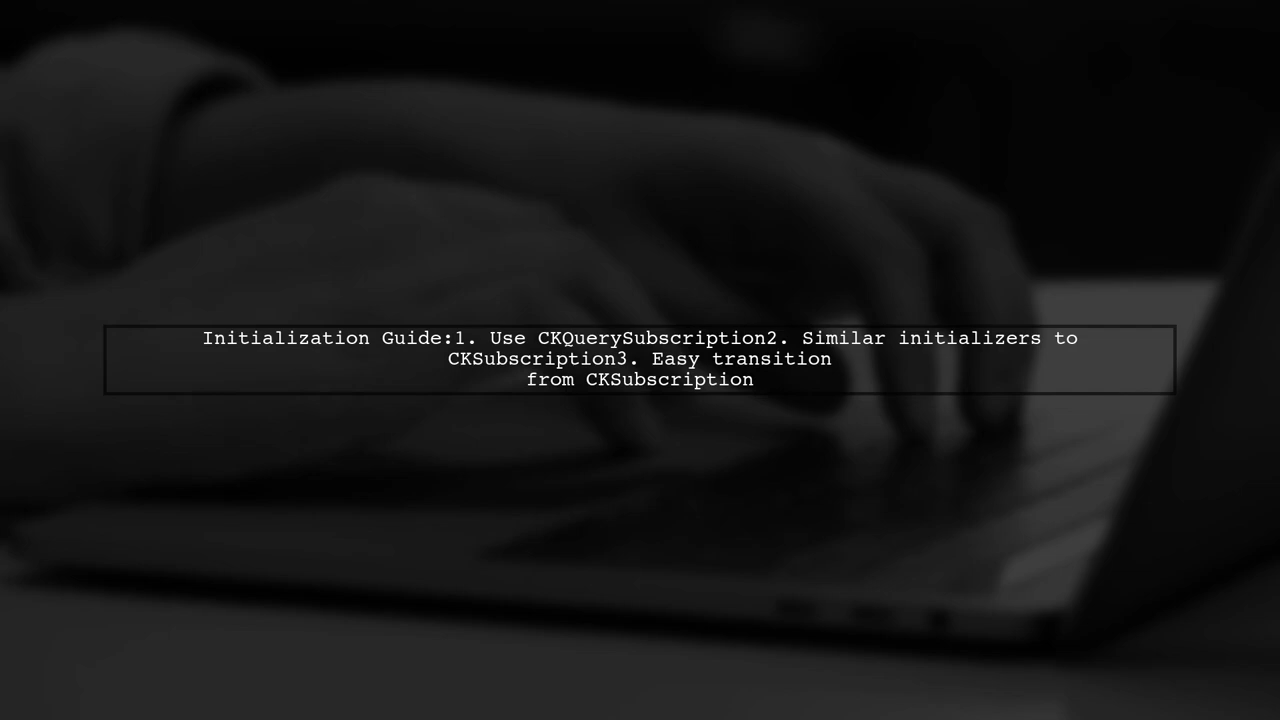 Initialization Guide:1. Use CKQuerySubscription2. Similar initializers to
CKSubscription3. Easy transition
from CKSubscription